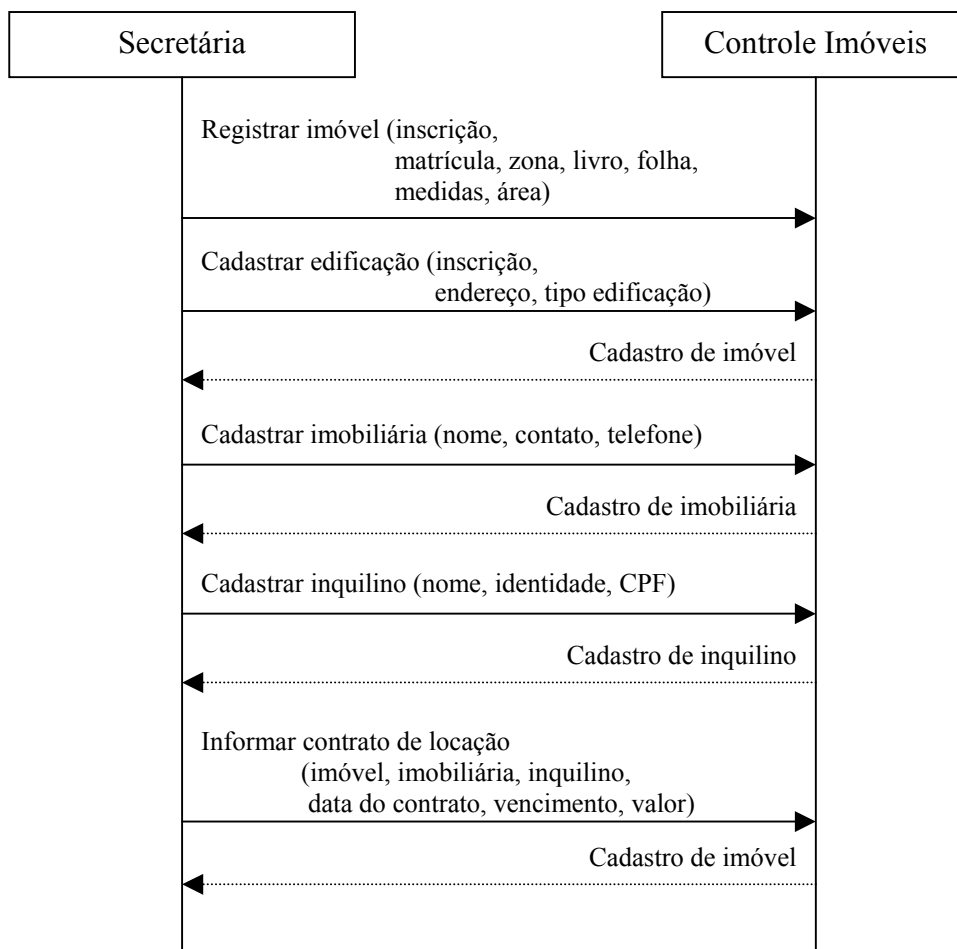 Secretária
Controle Imóveis
Registrar imóvel (inscrição,
matrícula, zona, livro, folha,
medidas, área)
Cadastrar edificação (inscrição,
endereço, tipo edificação)
Cadastro de imóvel
Cadastrar imobiliária (nome, contato, telefone)
Cadastro de imobiliária
Cadastrar inquilino (nome, identidade, CPF)
Cadastro de inquilino
Informar contrato de locação
(imóvel, imobiliária, inquilino,
data do contrato, vencimento, valor)
Cadastro de imóvel